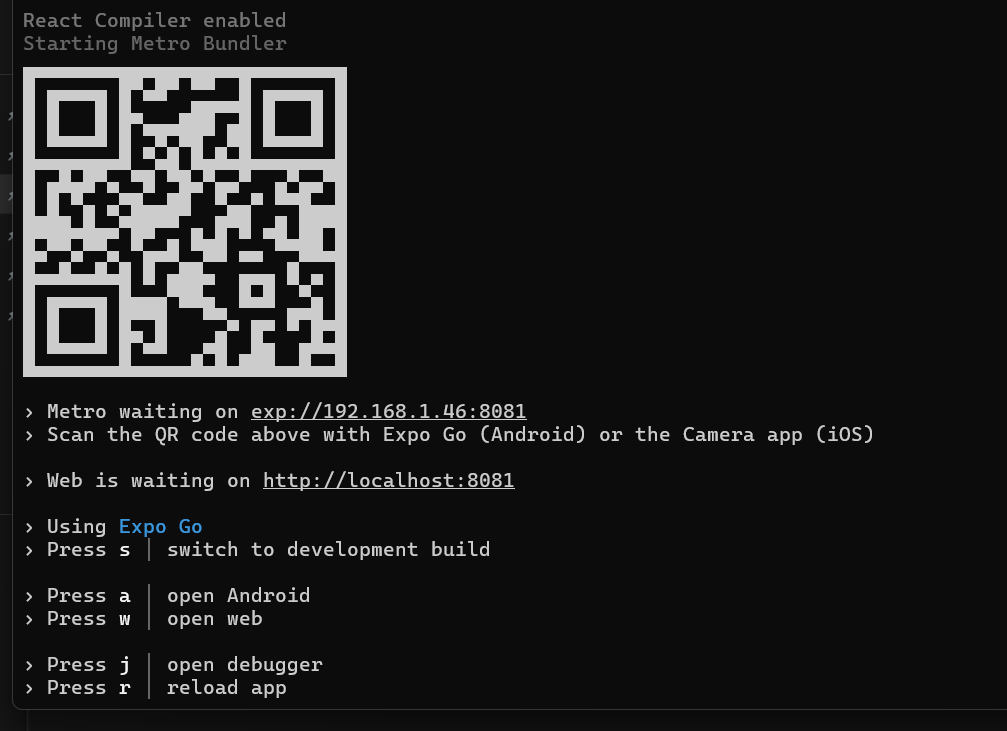 React Compiler enabled
Starting Metro Bundler
› Metro waiting on exp://192.168.1.46:8081
› Scan the QR code above with Expo Go (Android) or the Camera app (iOS)
› Web is waiting on http://localhost:8081
› Using Expo Go
› Press s │ switch to development build
› Press a │ open Android
› Press w │ open web
› Press j │ open debugger
› Press r │ reload app